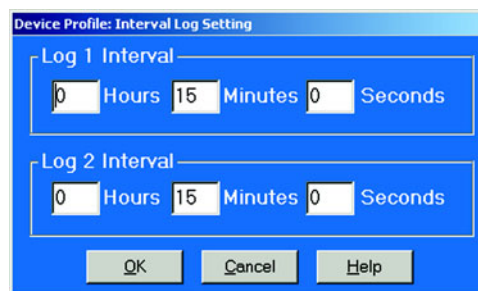 Device Profile: Interval Log Setting
Log 1 Interval
0 Hours 15 Minutes 0 Seconds
Log 2 Interval
0 Hours 15 Minutes 0 Seconds
OK Cancel Help